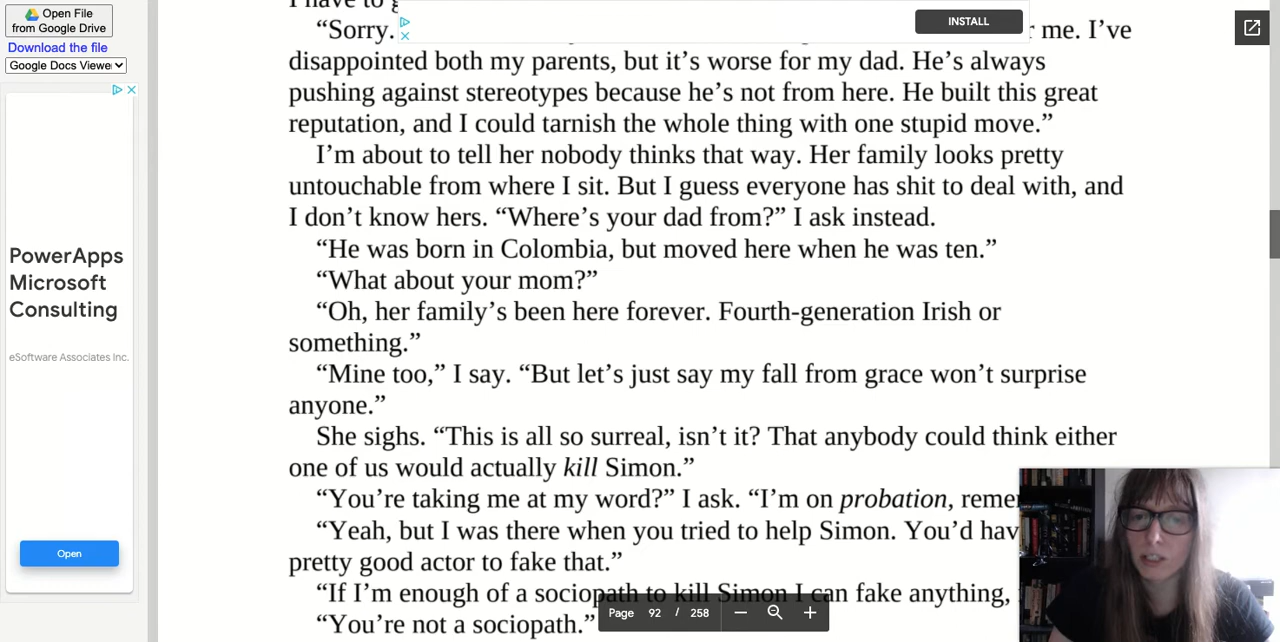 Open File
from Google Drive
Download the file
Google Docs Viewer
PowerApps
Microsoft
Consulting
eSoftware Associates Inc.
Open
INSTALL
I have to
“Sorry. me. I’ve
disappointed both my parents, but it’s worse for my dad. He’s always
pushing against stereotypes because he’s not from here. He built this great
reputation, and I could tarnish the whole thing with one stupid move.”
I’m about to tell her nobody thinks that way. Her family looks pretty
untouchable from where I sit. But I guess everyone has shit to deal with, and
I don’t know hers. “Where’s your dad from?” I ask instead.
“He was born in Colombia, but moved here when he was ten.”
“What about your mom?”
“Oh, her family’s been here forever. Fourth-generation Irish or
something.”
“Mine too,” I say. “But let’s just say my fall from grace won’t surprise
anyone.”
She sighs. “This is all so surreal, isn’t it? That anybody could think either
one of us would actually kill Simon.”
“You’re taking me at my word?” I ask. “I’m on probation,
“Yeah, but I was there when you tried to help Simon. You’d
pretty good actor to fake that.”
“If I’m enough of a sociopath to kill Simon I can fake anything,
“You’re not a sociopath.”
Page 92 / 258